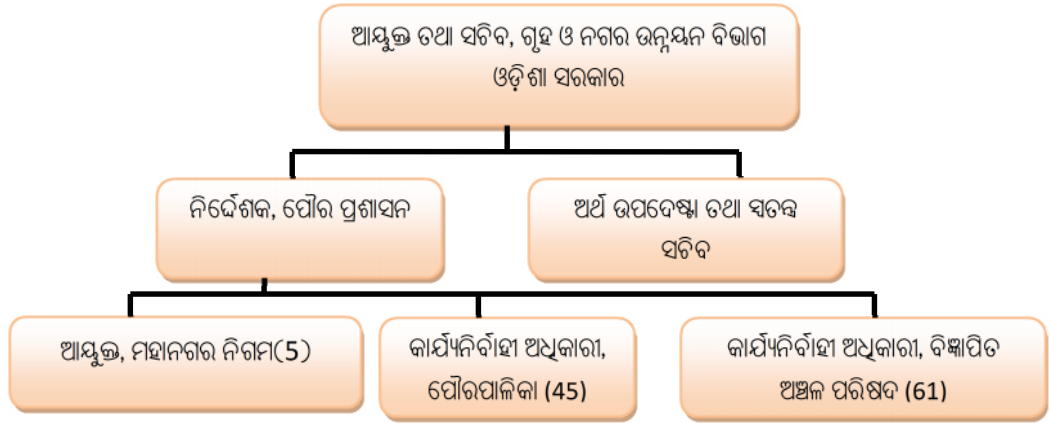 ଆୟୁକ୍ତ ତଥା ସଚିବ, ଗୃହ ଓ ନଗର ଉନ୍ନୟନ ବିଭାଗ
ଓଡ଼ିଶା ସରକାର
ନିର୍ଦ୍ଦେଶକ, ପୌର ପ୍ରଶାସନ
ଅର୍ଥ ଉପଦେଷ୍ଟା ତଥା ସ୍ୱତନ୍ତ୍ର
ସଚିବ
ଆୟୁକ୍ତ, ମହାନଗର ନିଗମ(5)
କାର୍ଯ୍ୟନିର୍ବାହୀ ଅଧିକାରୀ,
ପୌରପାଳିକା (45)
କାର୍ଯ୍ୟନିର୍ବାହୀ ଅଧିକାରୀ, ବିଜ୍ଞାପିତ
ଅଞ୍ଚଳ ପରିଷଦ (61)